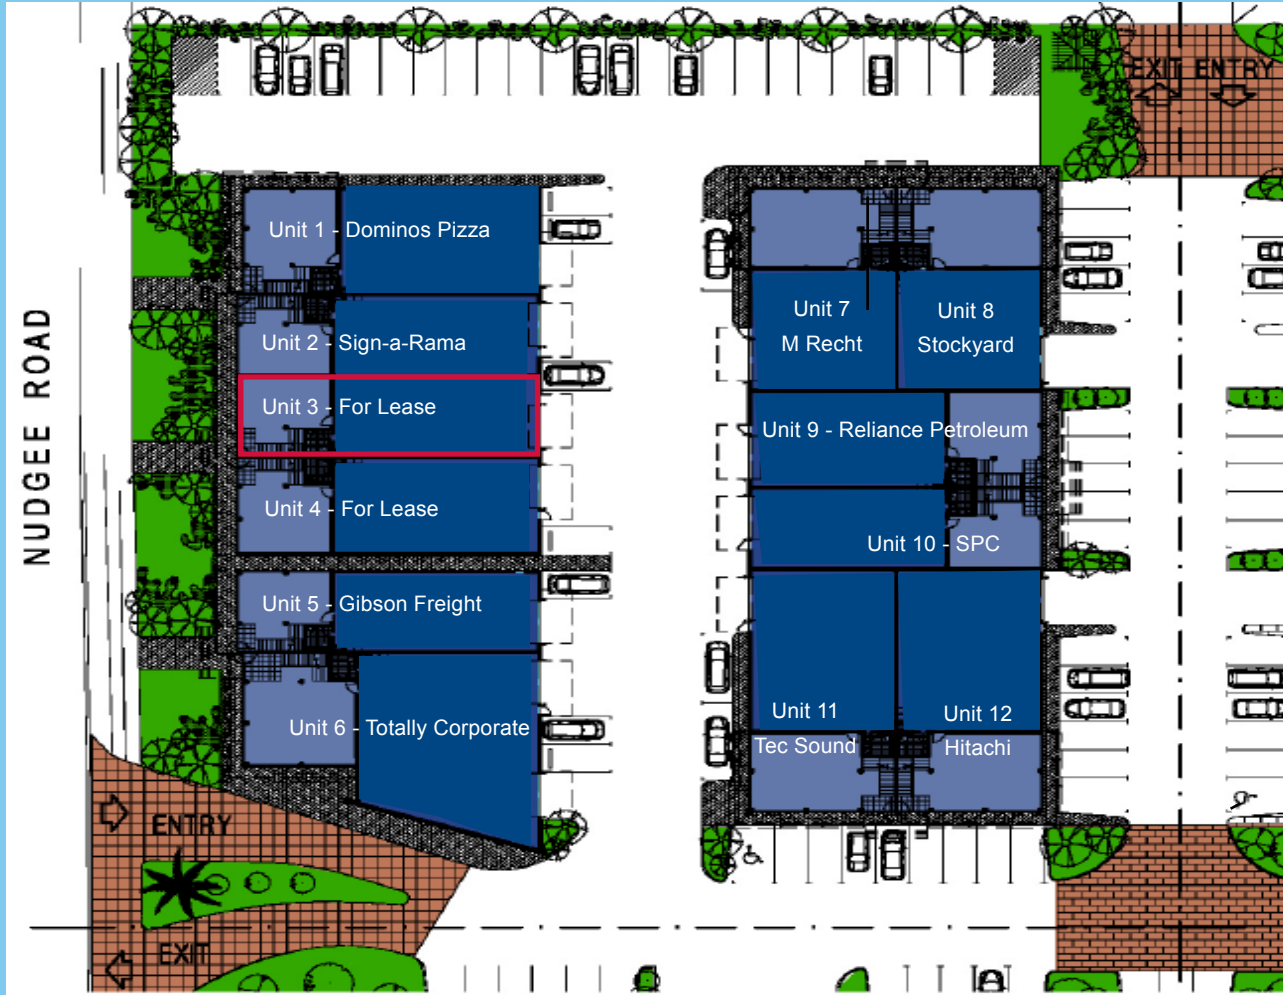 EXIT ENTRY
Unit 1 - Dominos Pizza
Unit 2 - Sign-a-Rama
Unit 3 - For Lease
Unit 4 - For Lease
Unit 5 - Gibson Freight
Unit 6 - Totally Corporate
NUDGEE ROAD
Unit 7
M Recht
Unit 8
Stockyard
Unit 9 - Reliance Petroleum
Unit 10 - SPC
Unit 11
Tec Sound
Unit 12
Hitachi
ENTRY
EXIT